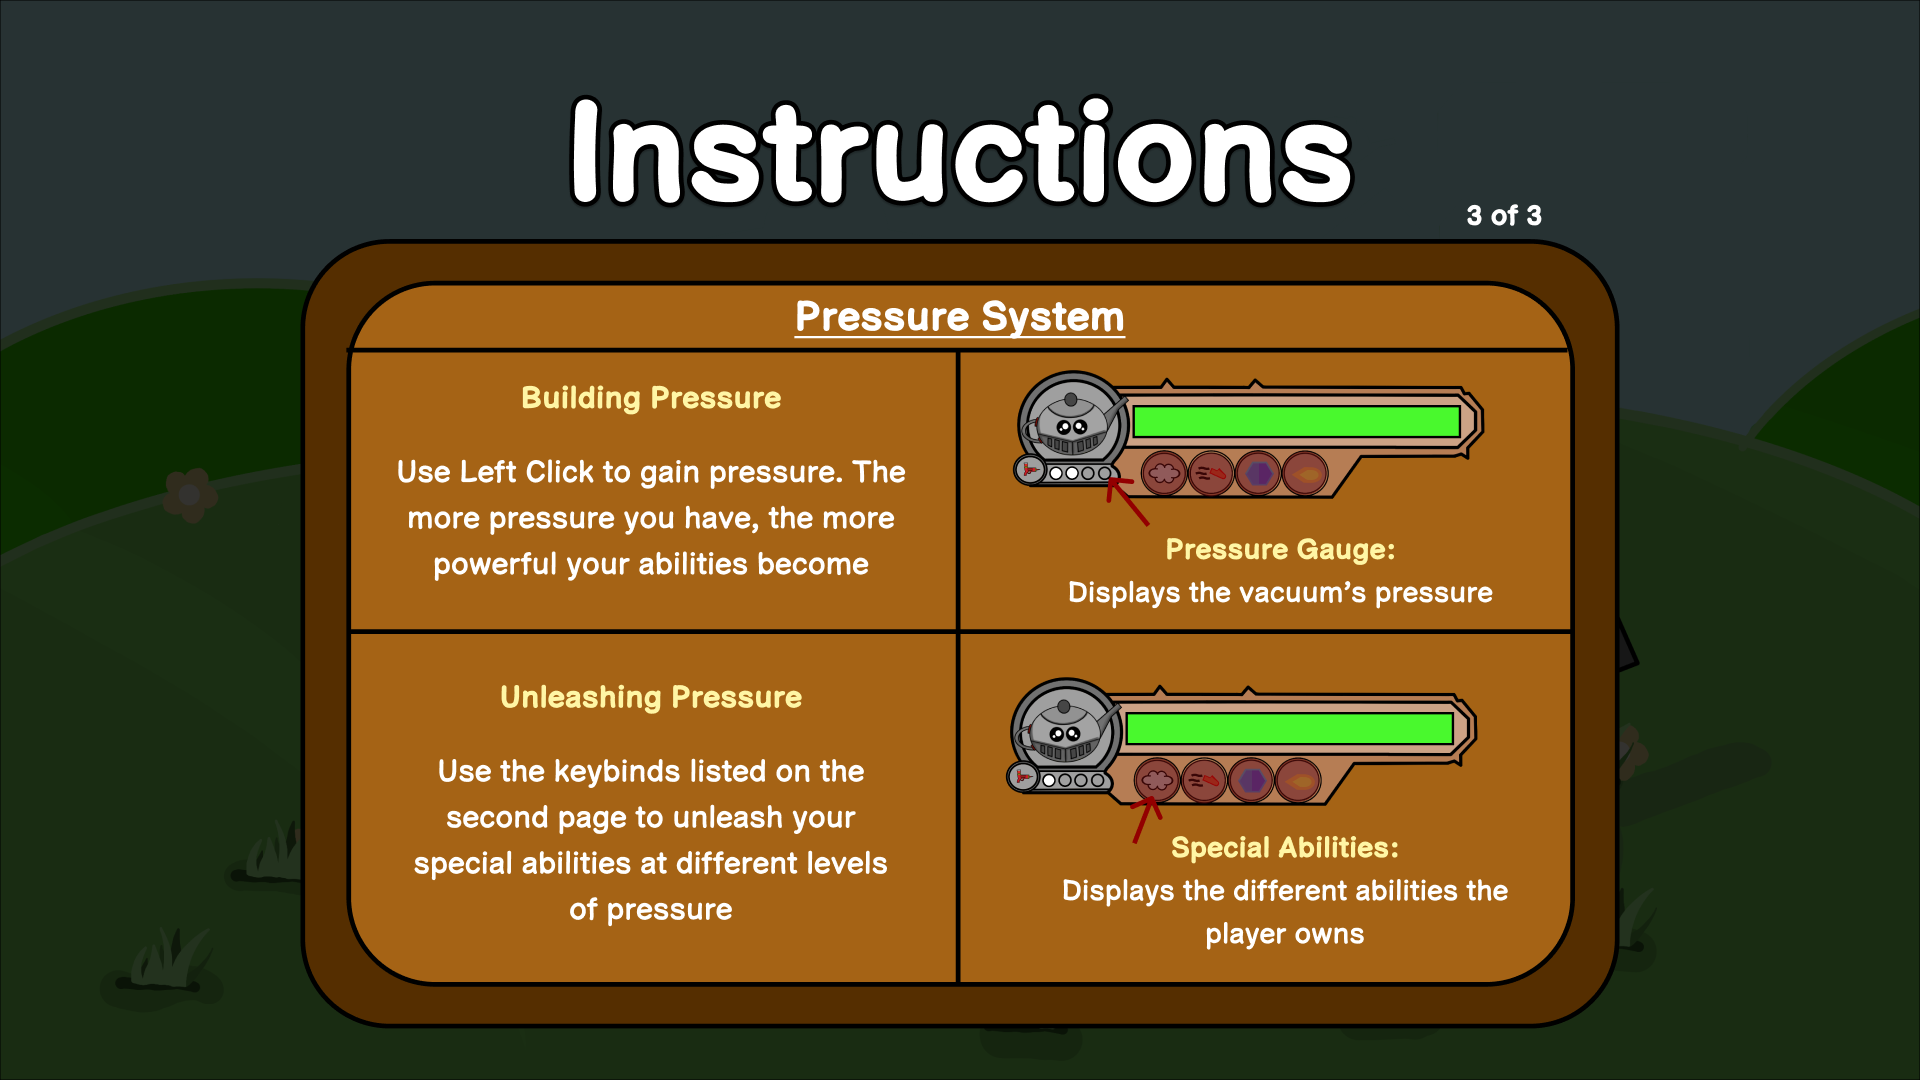 Instructions
3 of 3
Pressure System
Building Pressure
Use Left Click to gain pressure. The
more pressure you have, the more
powerful your abilities become
Pressure Gauge:
Displays the vacuum’s pressure
Unleashing Pressure
Use the keybinds listed on the
second page to unleash your
special abilities at different levels
of pressure
Special Abilities:
Displays the different abilities the
player owns